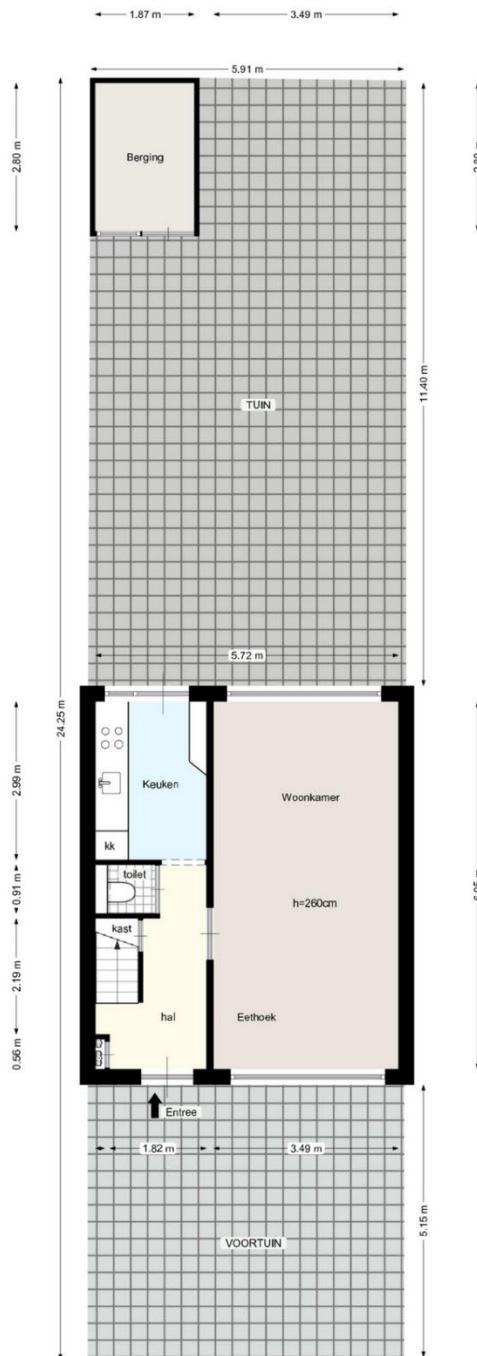 1.87 m
3.49 m
5.91 m
2.80 m
Berging
11.40 m
TUIN
5.72 m
24.25 m
2.99 m
Keuken
Woonkamer
kk
toilet
0.91 m
h=260cm
kast
2.19 m
hal
Eethoek
0.56 m
Entree
1.82 m
3.49 m
VOORTUIN
5.15 m